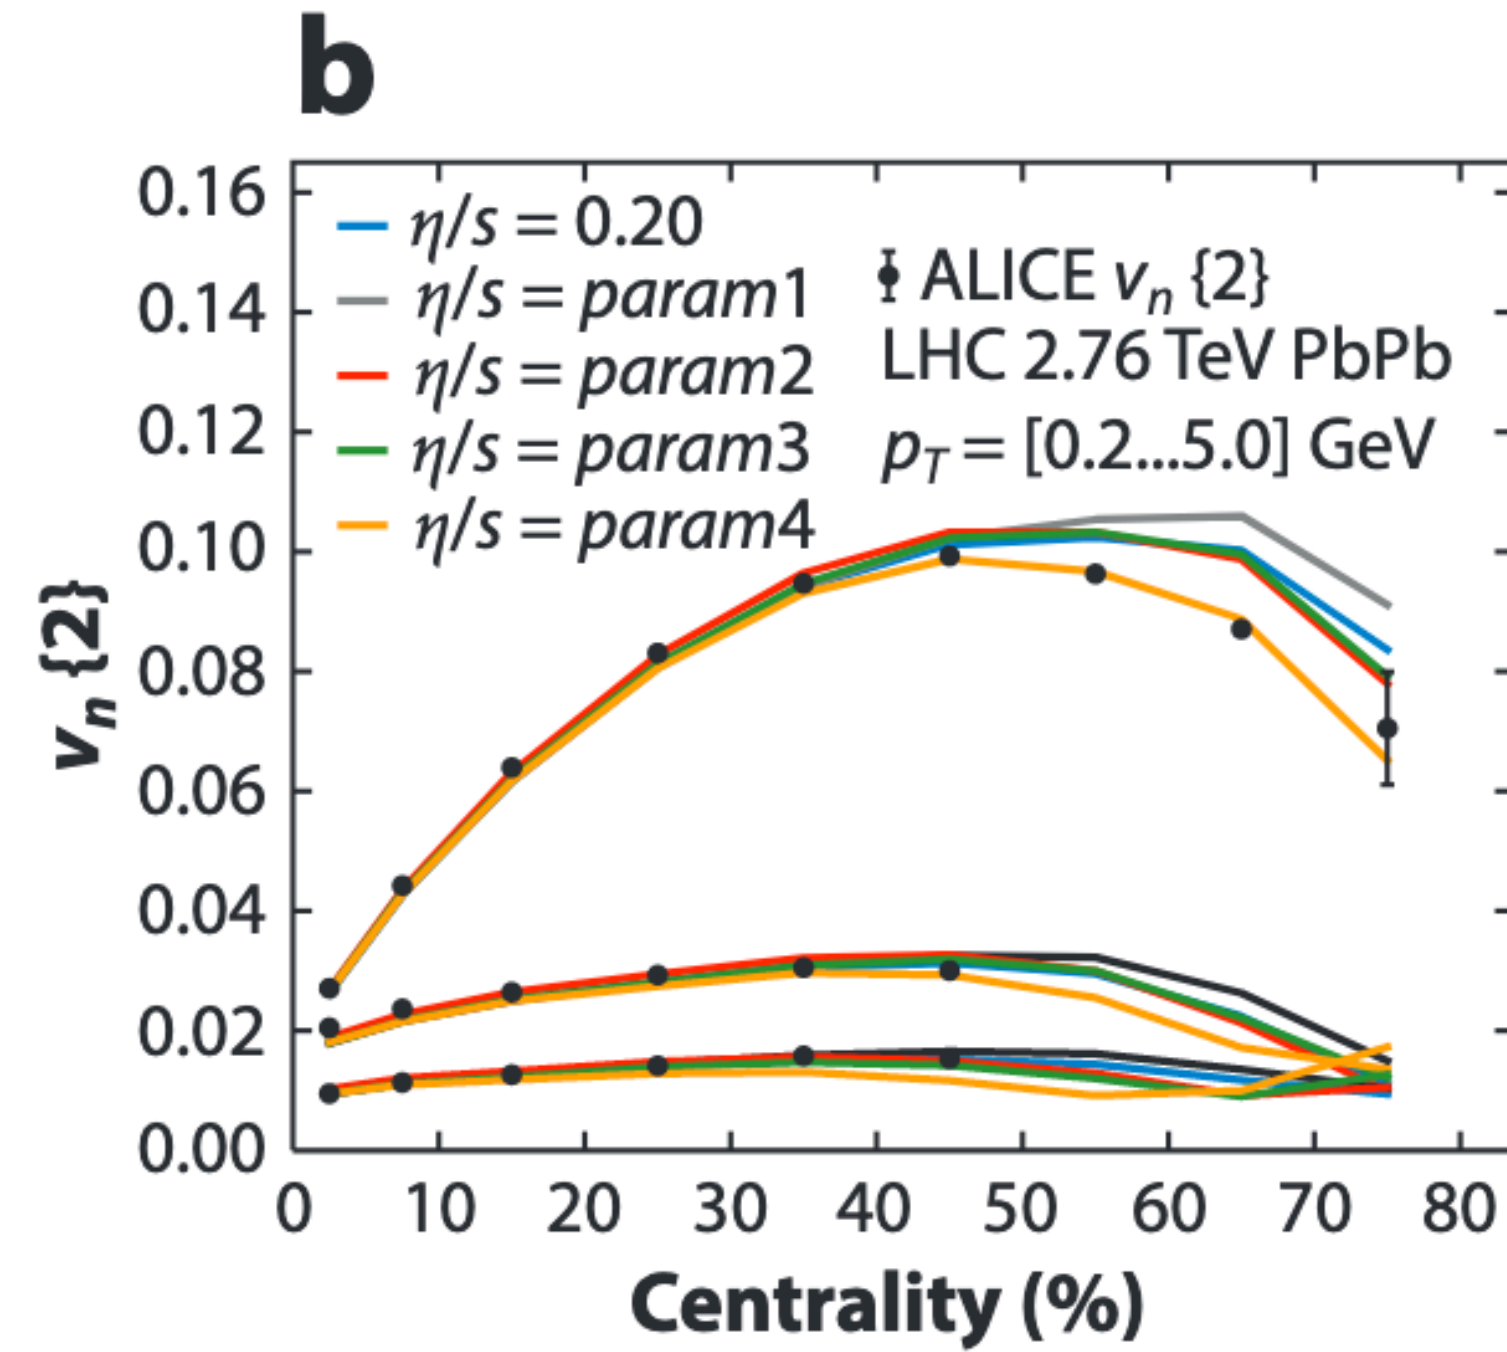 b
0.16
0.14
0.12
0.10
0.08
0.06
0.04
0.02
0.00
vn {2}
η/s = 0.20
η/s = param1
η/s = param2
η/s = param3
η/s = param4
ALICE vn {2}
LHC 2.76 TeV PbPb
pT = [0.2...5.0] GeV
0 10 20 30 40 50 60 70 80
Centrality (%)